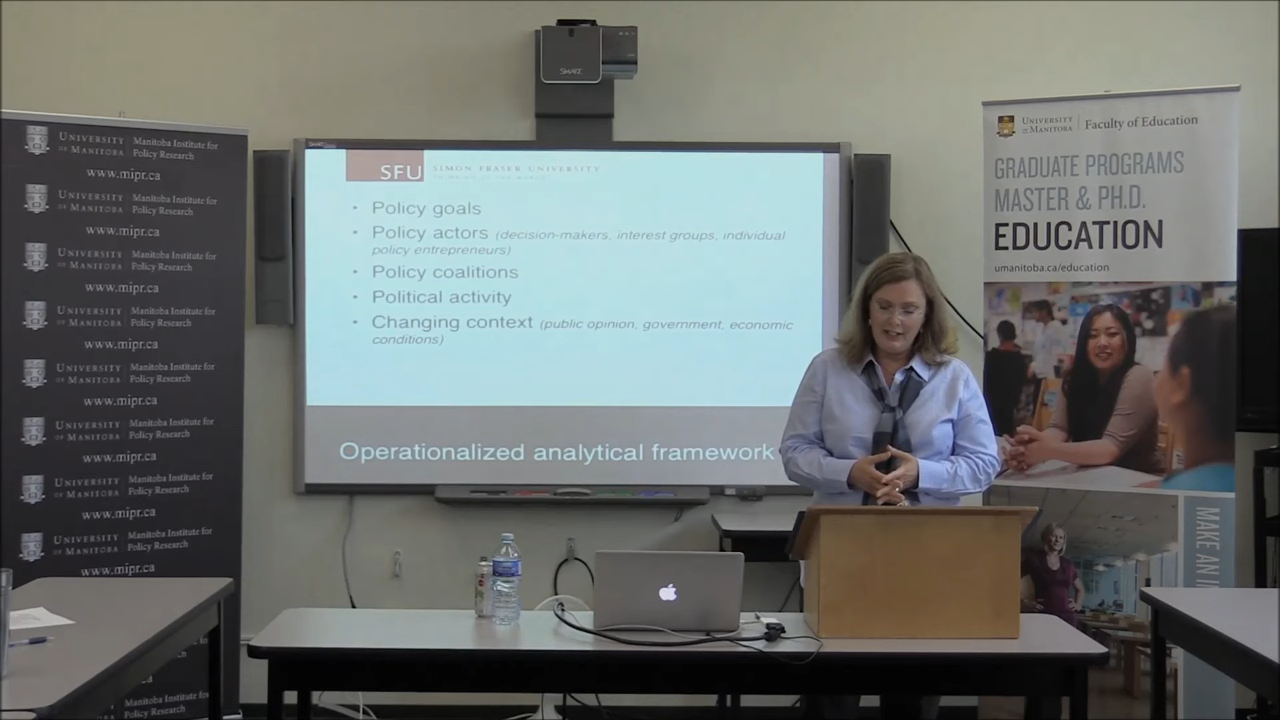 UNIVERSITY OF MANITOBA
Manitoba Institute for
Policy Research
www.mipr.ca
UNIVERSITY OF MANITOBA
Manitoba Institute for
Policy Research
www.mipr.ca
UNIVERSITY OF MANITOBA
Manitoba Institute for
Policy Research
www.mipr.ca
UNIVERSITY OF MANITOBA
Manitoba Institute for
Policy Research
www.mipr.ca
UNIVERSITY OF MANITOBA
Manitoba Institute for
Policy Research
www.mipr.ca
UNIVERSITY OF MANITOBA
Manitoba Institute for
Policy Research
www.mipr.ca
UNIVERSITY OF MANITOBA
Manitoba Institute for
Policy Research
www.mipr.ca
UNIVERSITY OF MANITOBA
Manitoba Institute for
Policy Research
www.mipr.ca
Manitoba Institute for
Policy Research
SMART
SFU SIMON FRASER UNIVERSITY
• Policy goals
• Policy actors (decision-makers, interest groups, individual
policy entrepreneurs)
• Policy coalitions
• Political activity
• Changing context (public opinion, government, economic
conditions)
Operationalized analytical framework
UNIVERSITY
OF MANITOBA
Faculty of Education
GRADUATE PROGRAMS
MASTER & PH.D.
EDUCATION
umanitoba.ca/education
MAKE AN